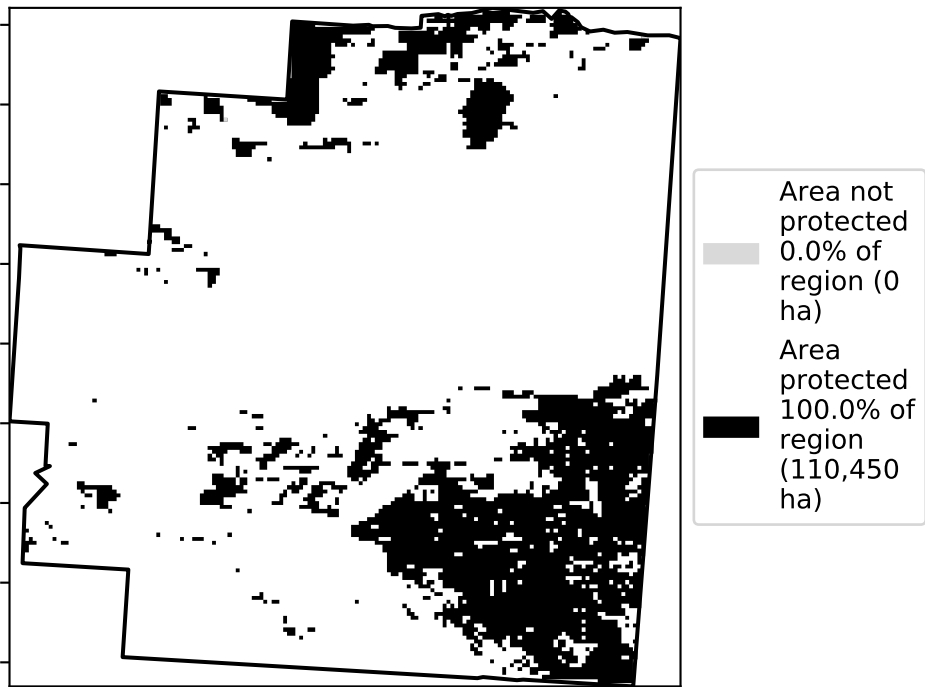 Area not
protected
0.0% of
region (0
ha)
Area
protected
100.0% of
region
(110,450
ha)